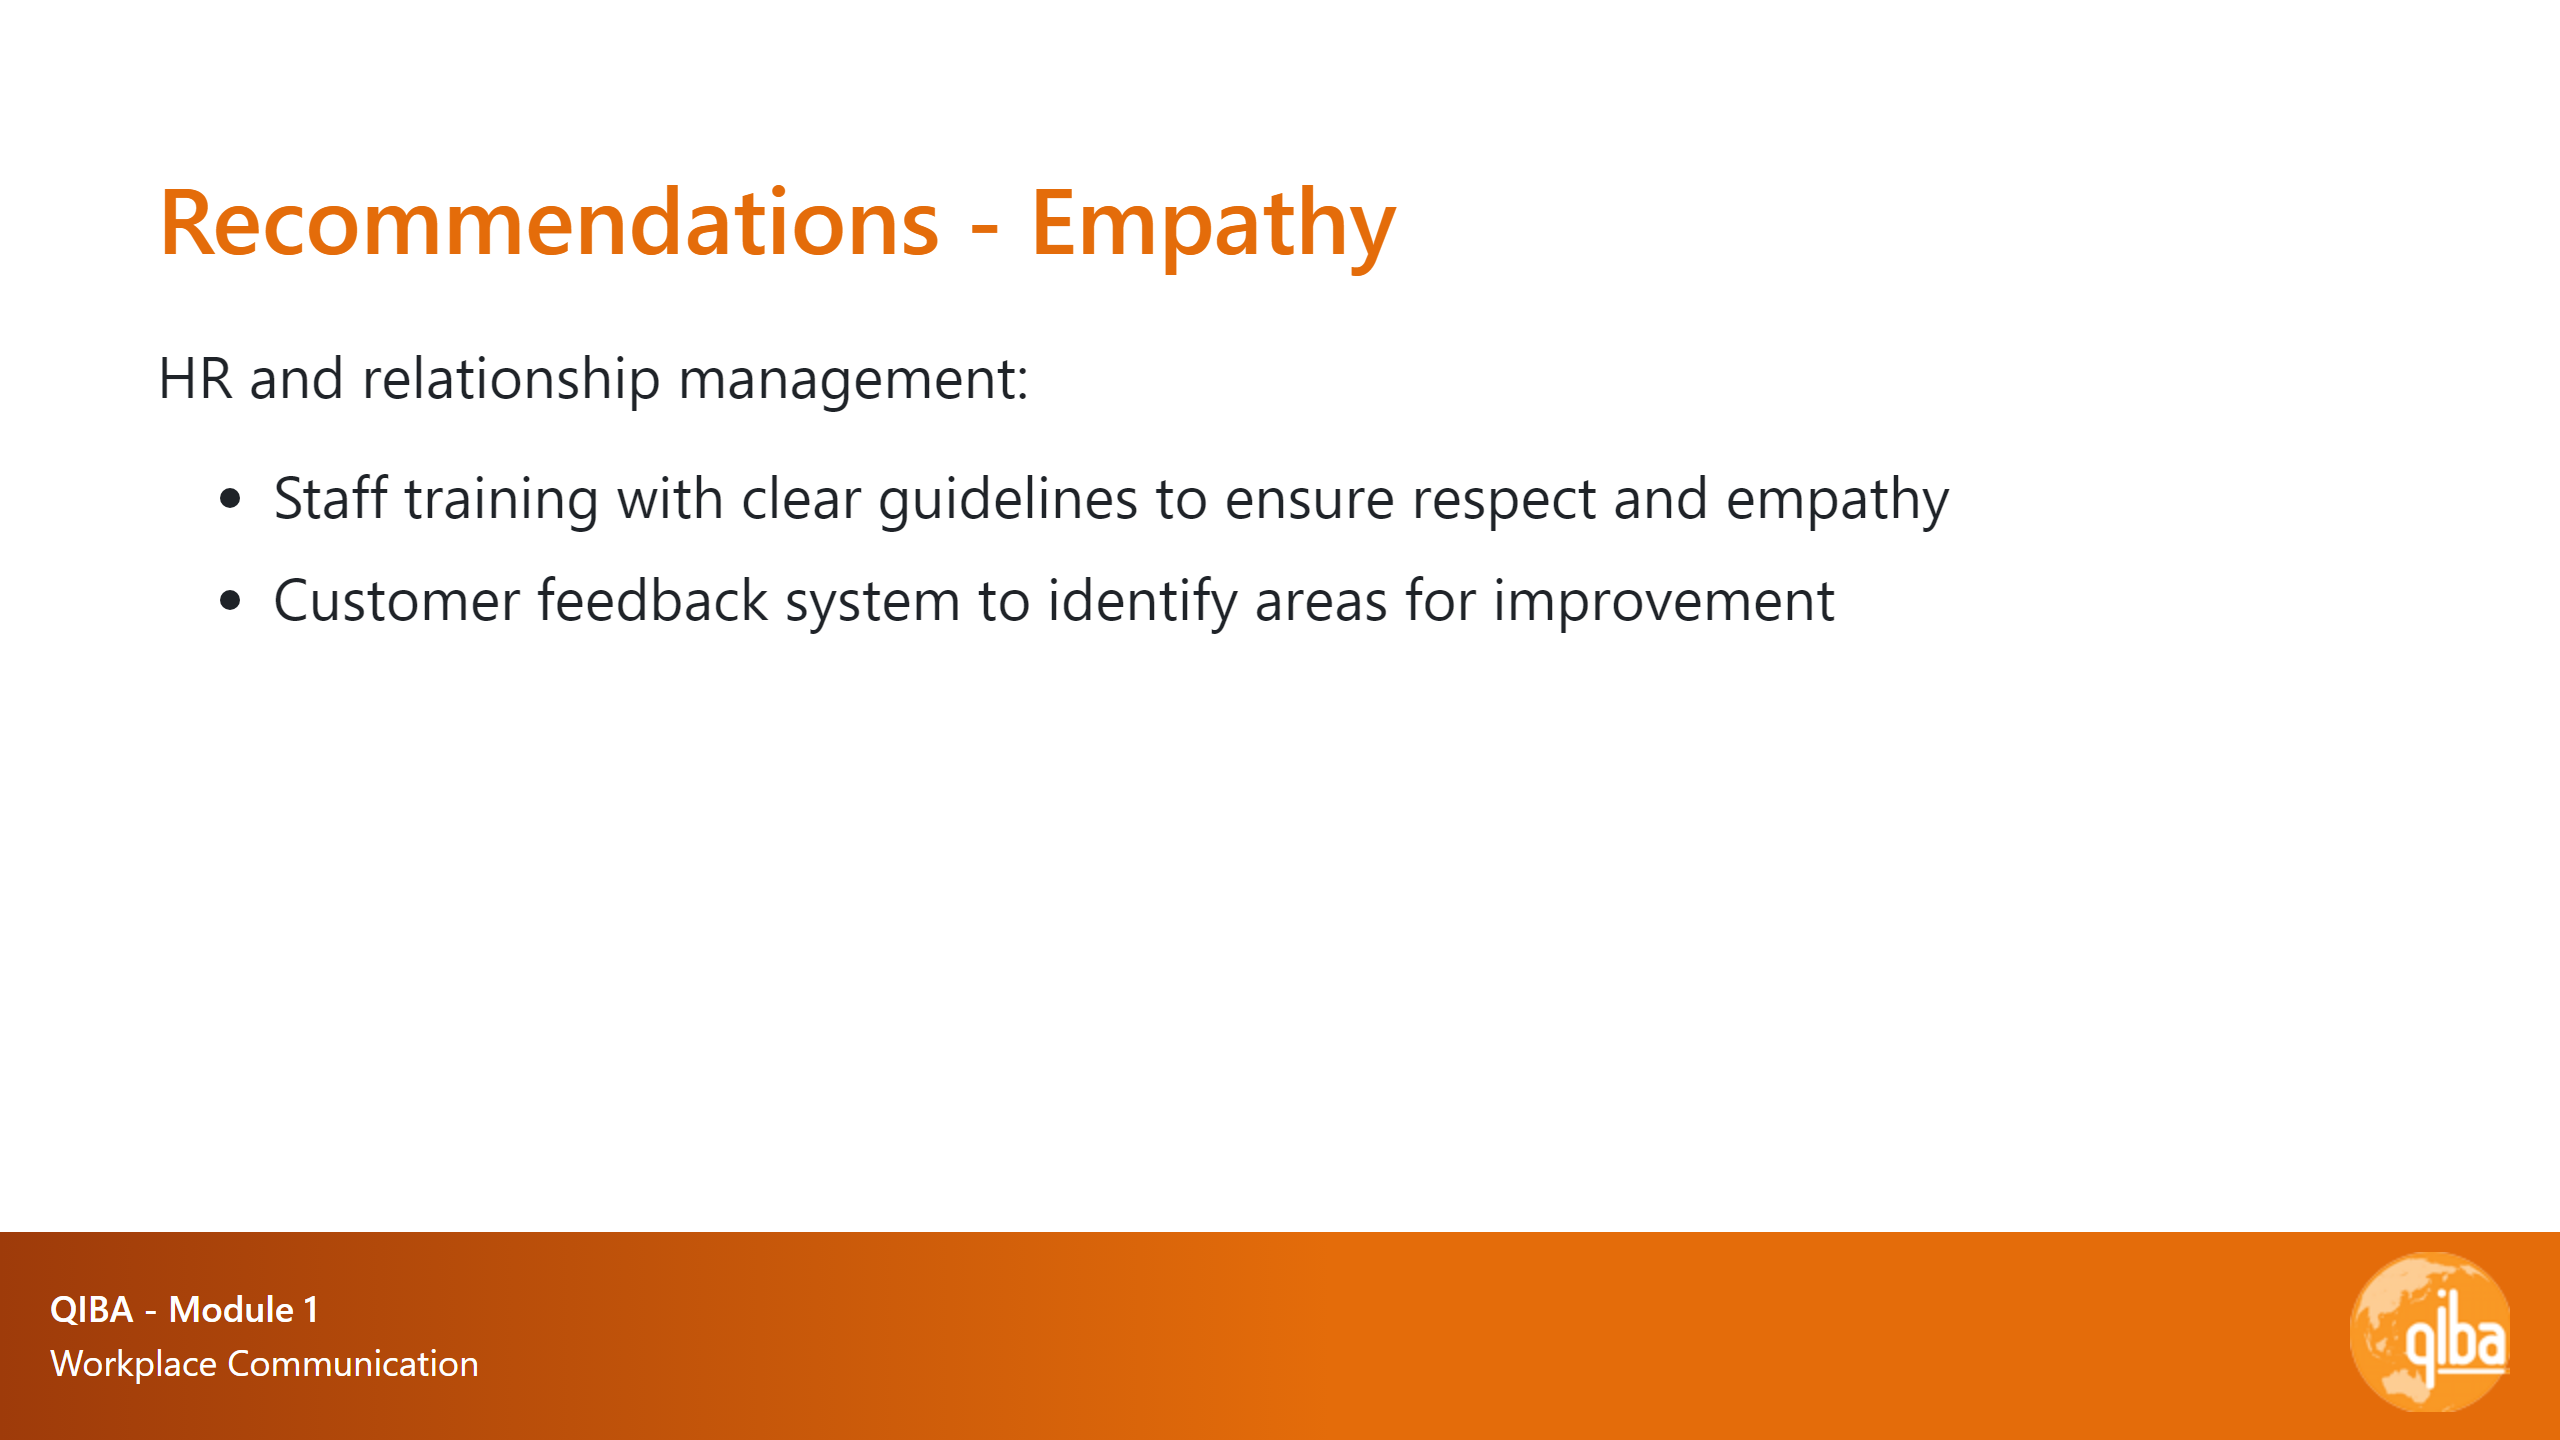 Recommendations - Empathy
HR and relationship management:
• Staff training with clear guidelines to ensure respect and empathy
• Customer feedback system to identify areas for improvement
QIBA - Module 1
Workplace Communication
qiba